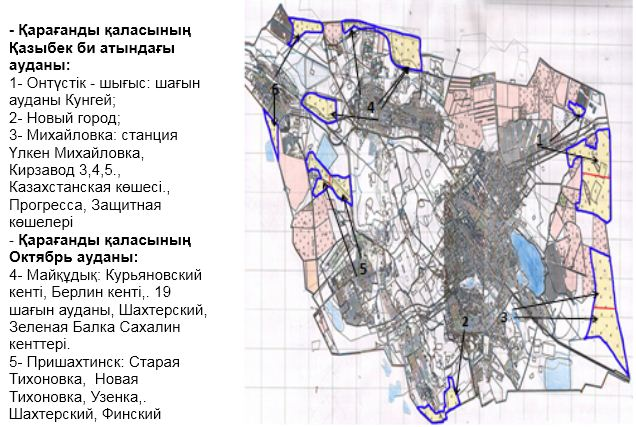 - Қарағанды қаласының
Қазыбек би атындағы
ауданы:
1- Онтүстік - шығыс: шағын
ауданы Кунгей;
2- Новый город;
3- Михайловка: станция
Үлкен Михайловка,
Кирзавод 3,4,5.,
Казахстанская көшесі.,
Прогресса, Защитная
көшелері
- Қарағанды қаласының
Октябрь ауданы:
4- Майқұдық: Курьяновский
кенті, Берлин кенті,. 19
шағын ауданы, Шахтерский,
Зеленая Балка Сахалин
кенттері.
5- Пришахтинск: Старая
Тихоновка, Новая
Тихоновка, Узенка,.
Шахтерский, Финский
5
4
1
5
2
3